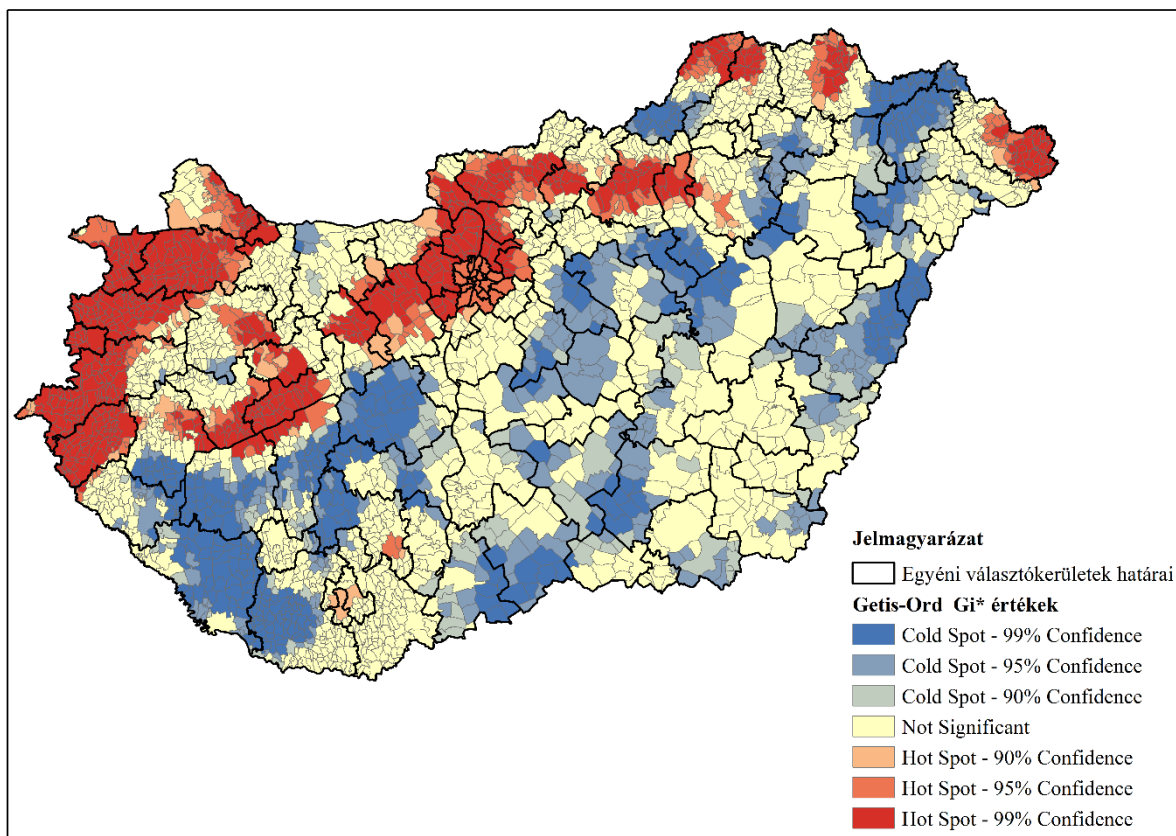 Jelmagyarázat
Egyéni választókerületek határai
Getis-Ord Gi* értékek
Cold Spot - 99% Confidence
Cold Spot - 95% Confidence
Cold Spot - 90% Confidence
Not Significant
Hot Spot - 90% Confidence
Hot Spot - 95% Confidence
Hot Spot - 99% Confidence